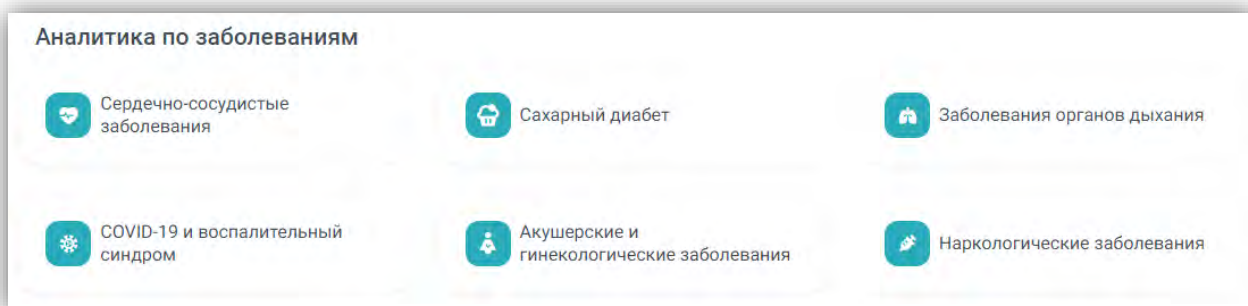 Аналитика по заболеваниям
Сердечно-сосудистые
заболевания
Сахарный диабет
Заболевания органов дыхания
COVID-19 и воспалительный
синдром
Акушерские и
гинекологические заболевания
Наркологические заболевания